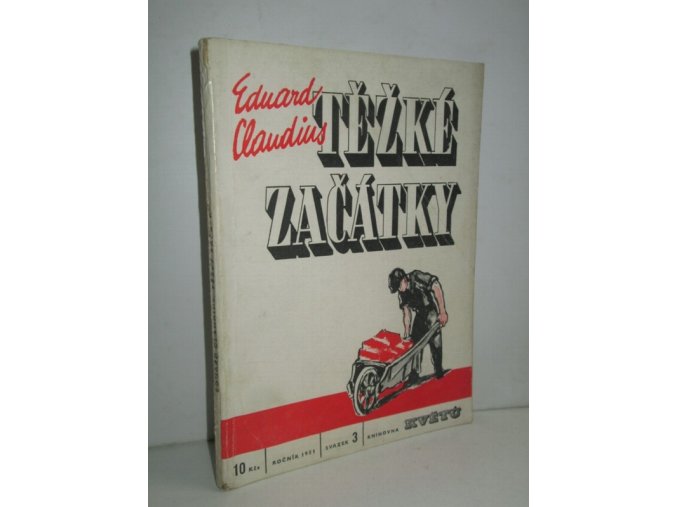 Eduard
Claudius
TĚŽKÉ
ZAČÁTKY
10 Kčs
ROČNÍK 1951
SVAZEK 3
KNIHOVNA KVĚTŮ